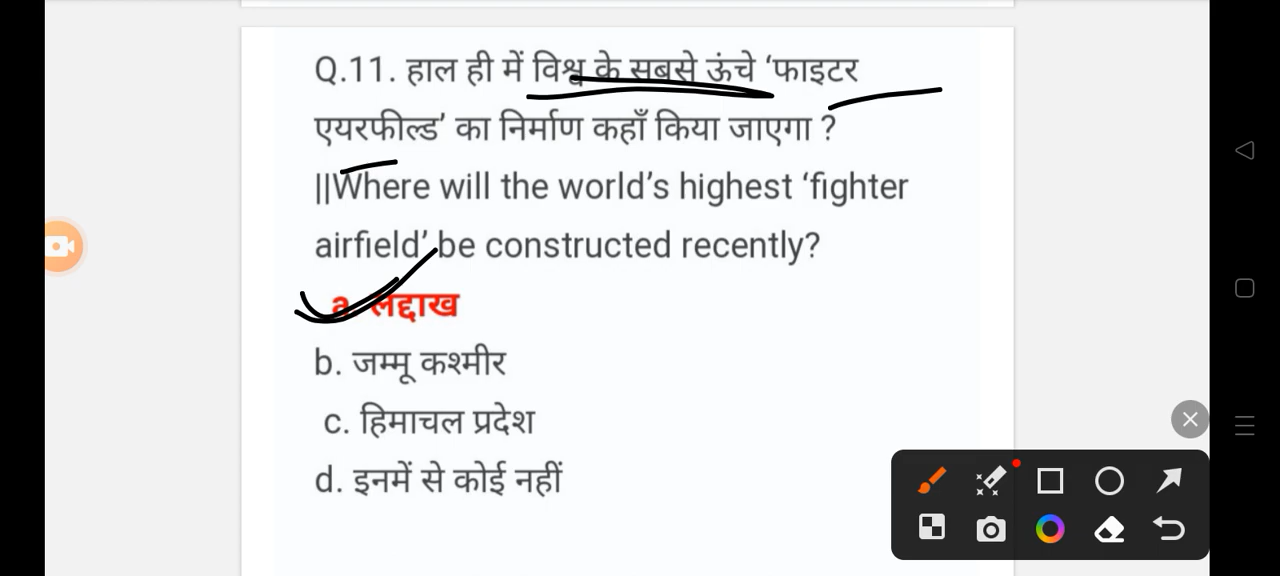 Q.11. हाल ही में विश्व के सबसे ऊंचे ‘फाइटर
एयरफील्ड’ का निर्माण कहाँ किया जाएगा ?
||Where will the world’s highest ‘fighter
airfield’ be constructed recently?
a. लद्दाख
b. जम्मू कश्मीर
c. हिमाचल प्रदेश
d. इनमें से कोई नहीं